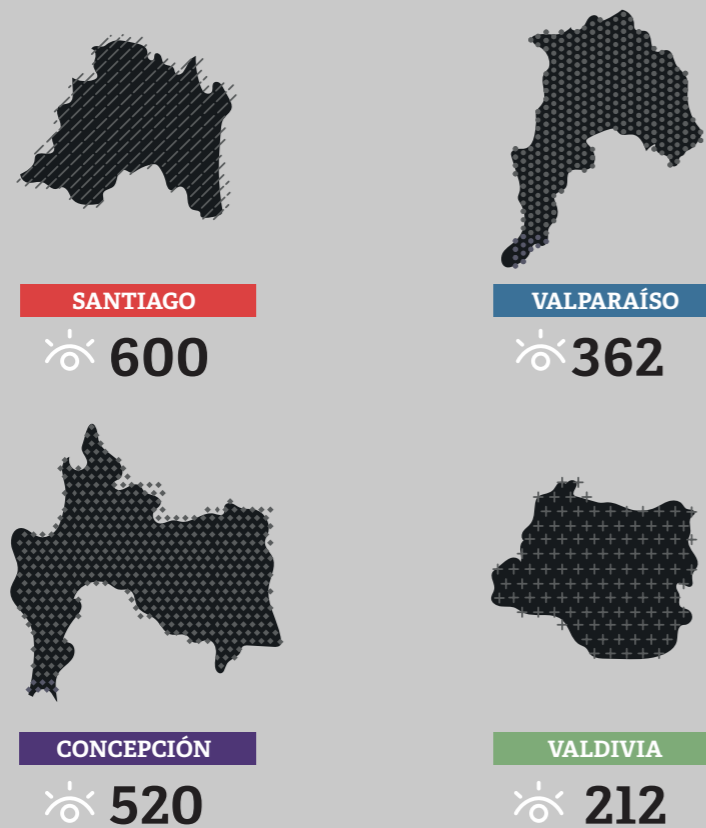 SANTIAGO
600
VALPARAÍSO
362
CONCEPCIÓN
520
VALDIVIA
212